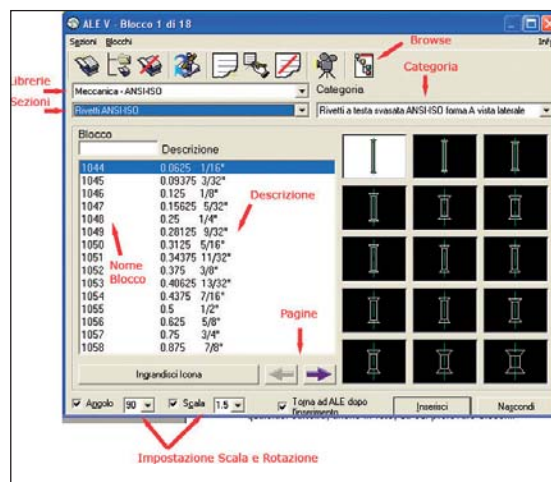 ALE V - Blocco 1 di 18
Sezioni Blocchi
Browse
Categoria
Librerie
Meccanica - ANSI-ISO
Categoria
Sezioni
Rivetti ANSI-ISO
Rivetti a testa svasata ANSI-ISO forma A vista laterale
Blocco
Descrizione
1044 0.0625 1/16"
1045 0.09375 3/32"
1046 0.125 1/8"
1047 0.15625 5/32"
1048 0.25 1/4"
1049 0.28125 9/32"
1050 0.3125 5/16"
1051 0.34375 11/32"
1052 0.375 3/8"
1053 0.40625 13/32"
1054 0.4375 7/16"
1055 0.5 1/2"
1056 0.625 5/8"
1057 0.75 3/4"
1058 0.875 7/8"
Descrizione
Nome
Blocco
Pagine
Ingrandisci Icona
Angolo 90 Scala 1.5
Torna ad ALE dopo
l'inserimento
Inserisci
Nascondi
Impostazione Scala e Rotazione